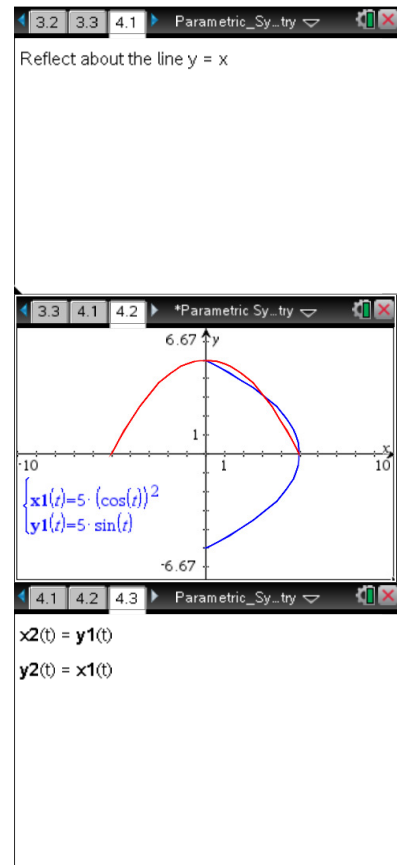 3.2 3.3 4.1 Parametric_Sy…try
Reflect about the line y = x
3.3 4.1 4.2 *Parametric Sy…try
6.67 y
1
x
-10 1 10
x1(t)=5·(cos(t))2
y1(t)=5·sin(t)
-6.67
4.1 4.2 4.3 Parametric_Sy…try
x2(t) = y1(t)
y2(t) = x1(t)